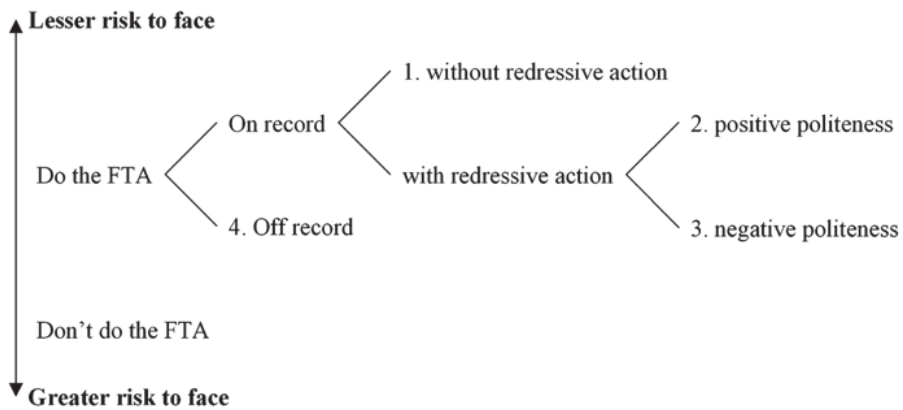 Lesser risk to face
1. without redressive action
On record
2. positive politeness
Do the FTA
with redressive action
4. Off record
3. negative politeness
Don’t do the FTA
Greater risk to face